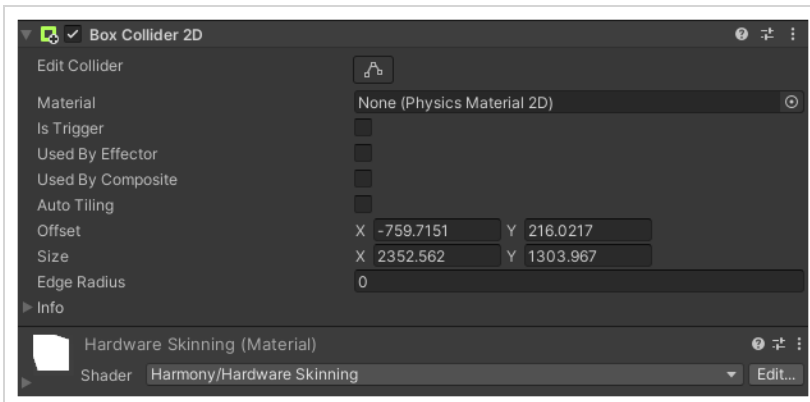 Box Collider 2D
Edit Collider
Material None (Physics Material 2D)
Is Trigger
Used By Effector
Used By Composite
Auto Tiling
Offset X -759.7151 Y 216.0217
Size X 2352.562 Y 1303.967
Edge Radius 0
Info
Hardware Skinning (Material)
Shader Harmony/Hardware Skinning Edit...